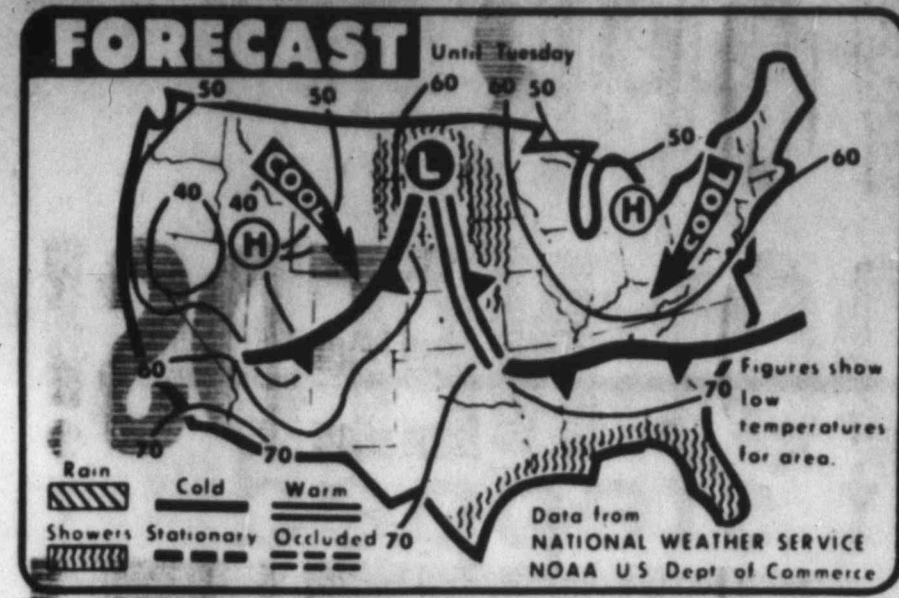 FORECAST
Until Tuesday
50
50
60
60
50
50
60
L
COOL
COOL
40
40
H
H
60
70
Figures show
low
temperatures
for area.
70
70
70
Rain
Cold
Warm
Showers
Stationary
Occluded
Data from
NATIONAL WEATHER SERVICE
NOAA US Dept of Commerce